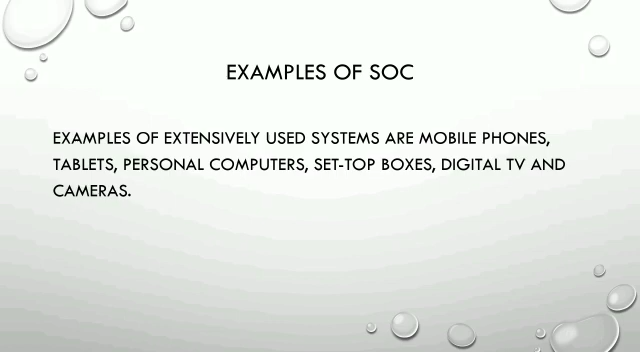 EXAMPLES OF SOC
EXAMPLES OF EXTENSIVELY USED SYSTEMS ARE MOBILE PHONES,
TABLETS, PERSONAL COMPUTERS, SET-TOP BOXES, DIGITAL TV AND
CAMERAS.